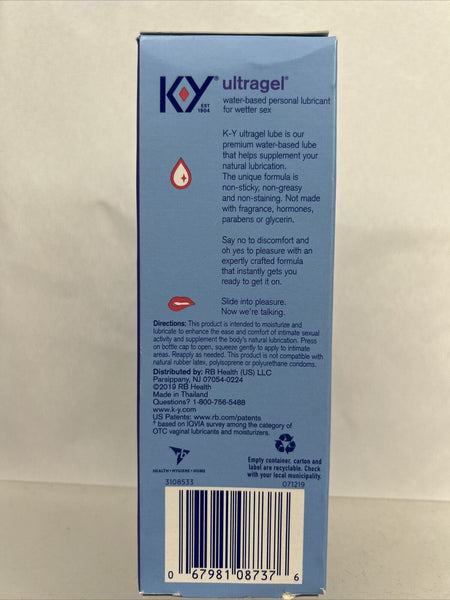 K-Y® ultragel®
EST
1904
water-based personal lubricant
for wetter sex
K-Y ultragel lube is our
premium water-based lube
that helps supplement your
natural lubrication.
The unique formula is
non-sticky, non-greasy
and non-staining. Not made
with fragrance, hormones,
parabens or glycerin.
Say no to discomfort and
oh yes to pleasure with an
expertly crafted formula
that instantly gets you
ready to get it on.
Slide into pleasure.
Now we're talking.
Directions: This product is intended to moisturize and
lubricate to enhance the ease and comfort of intimate sexual
activity and supplement the body's natural lubrication. Press
on bottle cap to open, squeeze gently to apply to intimate
areas. Reapply as needed. This product is not compatible with
natural rubber latex, polyisoprene or polyurethane condoms.
Distributed by: RB Health (US) LLC
Parsippany, NJ 07054-0224
©2019 RB Health
Made in Thailand
Questions? 1-800-756-5488
www.k-y.com
US Patents: www.rb.com/patents
† based on IQVIA survey among the category of
OTC vaginal lubricants and moisturizers.
HEALTH • HYGIENE • HOME
Empty container, carton and
label are recyclable. Check
with your local municipality.
3108533
071219
0 67981 08737 6